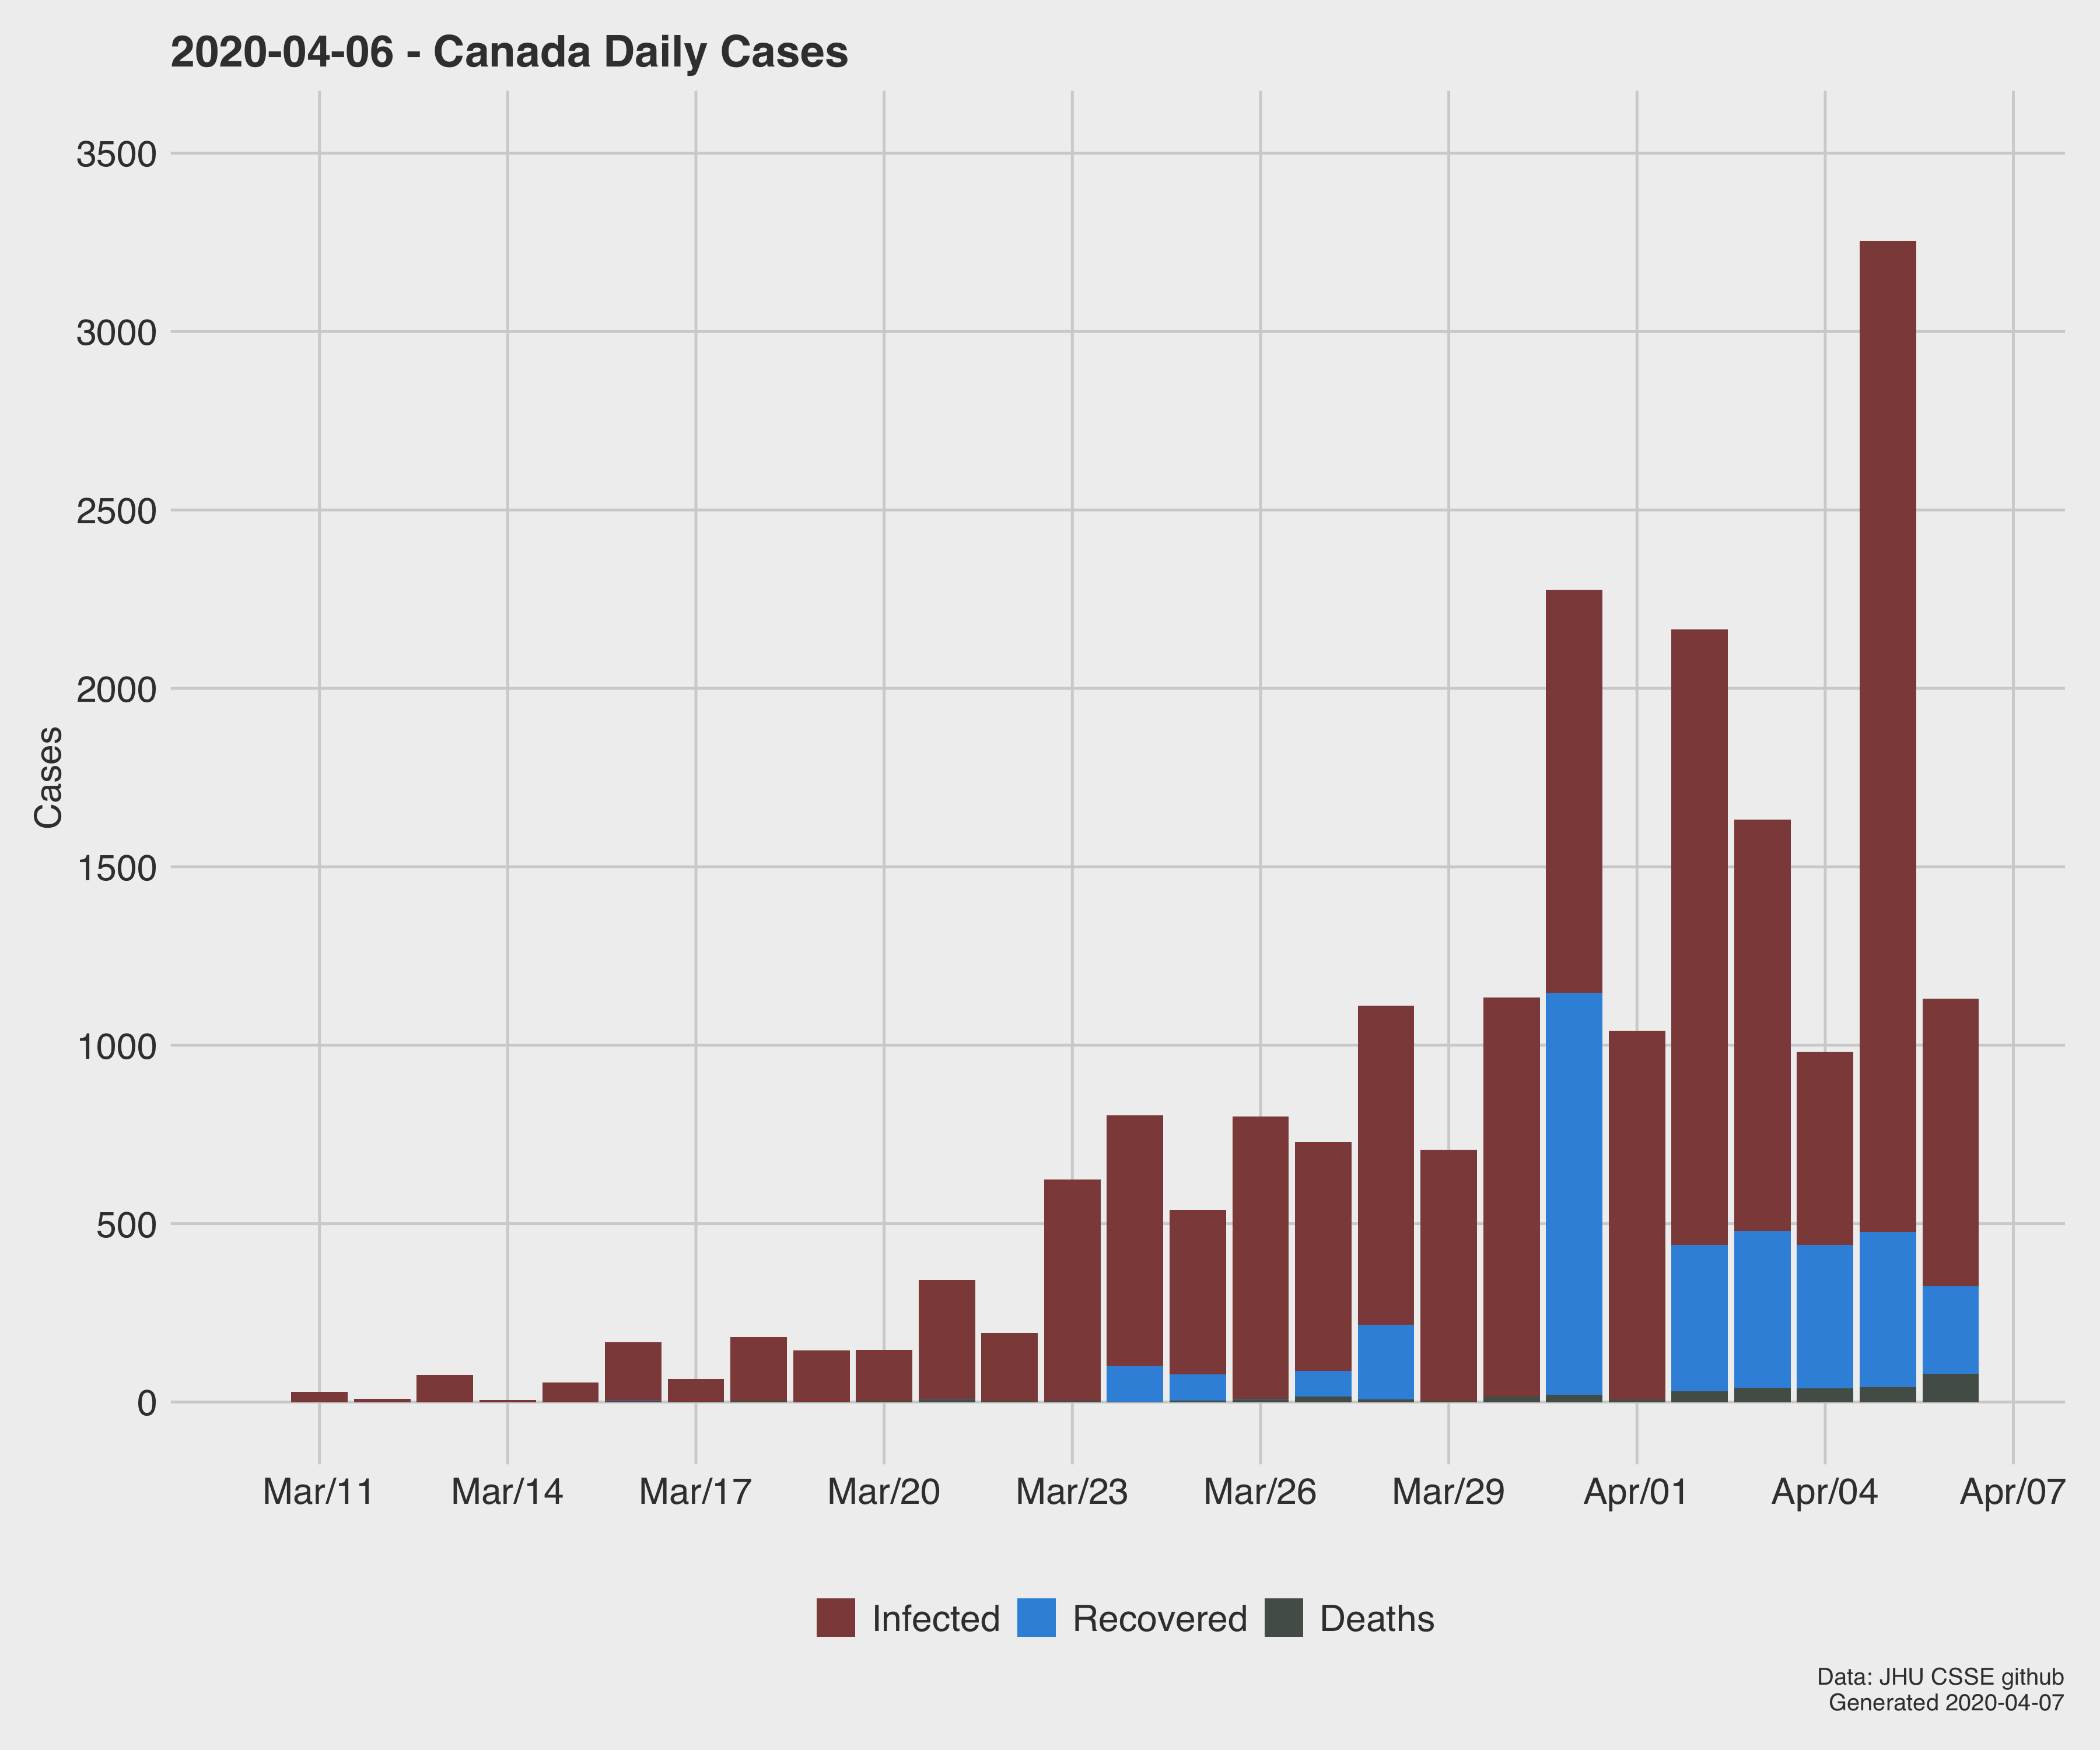 2020-04-06 - Canada Daily Cases
3500
3000
2500
2000
1500
1000
500
0
Cases
Mar/11 Mar/14 Mar/17 Mar/20 Mar/23 Mar/26 Mar/29 Apr/01 Apr/04 Apr/07
Infected Recovered Deaths
Data: JHU CSSE github
Generated 2020-04-07